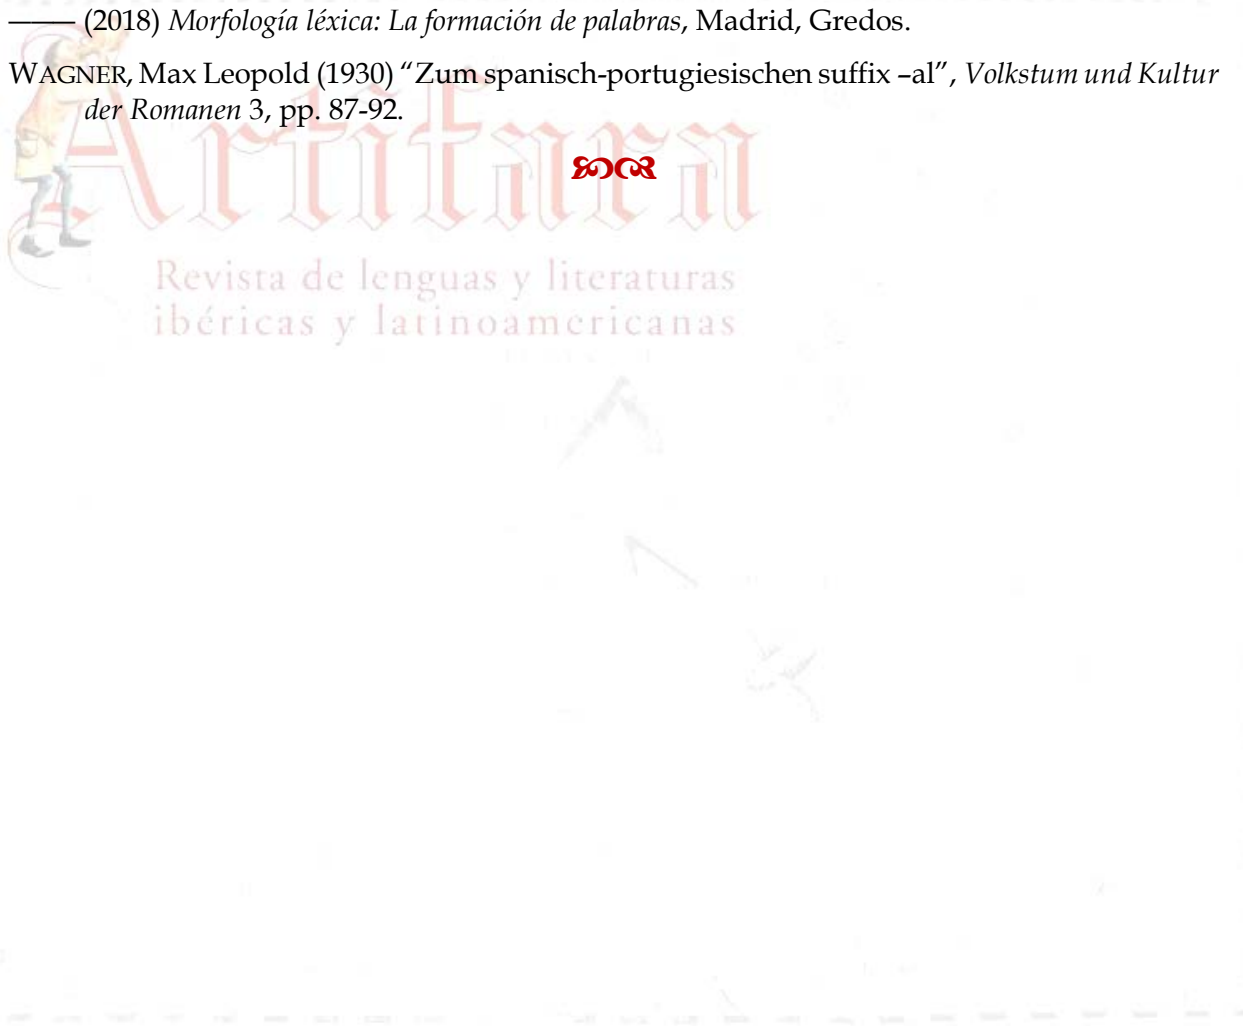 ——— (2018) Morfología léxica: La formación de palabras, Madrid, Gredos.
WAGNER, Max Leopold (1930) “Zum spanisch-portugiesischen suffix –al”, Volkstum und Kultur
der Romanen 3, pp. 87-92.
Artifara
Revista de lenguas y literaturas
ibéricas y latinoamericanas